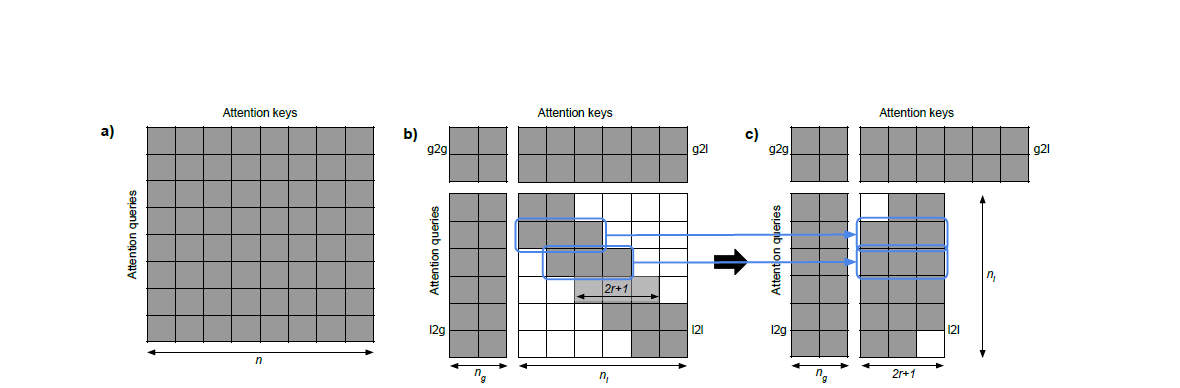 Attention keys
Attention keys
Attention keys
a)
b)
c)
g2g
g2l
g2g
g2l
Attention queries
Attention queries
Attention queries
2r+1
n_l
l2g
l2l
l2g
l2l
n
n_g
n_l
n_g
2r+1